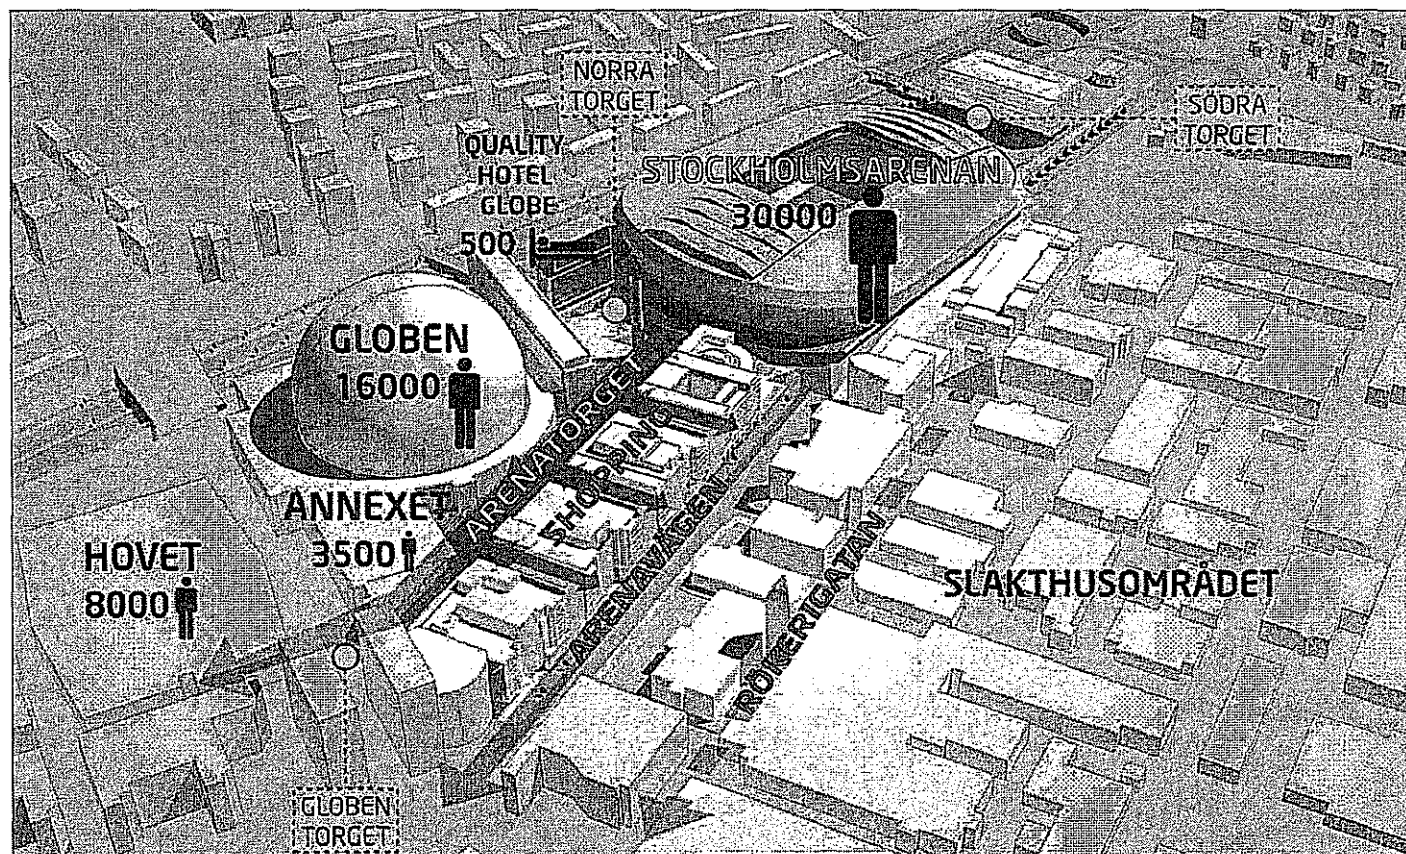 NORRA
TORGET
SÖDRA
TORGET
QUALITY
HOTEL
GLOBE
500
STOCKHOLMSARENAN
30000
GLOBEN
16000
ARENATORGET
SHOPPING
ANNEXET
3500
HOVET
8000
ARENAVÄGEN
RÖKERIGATAN
SLAKTHUSOMRÅDET
GLOBEN
TORGET